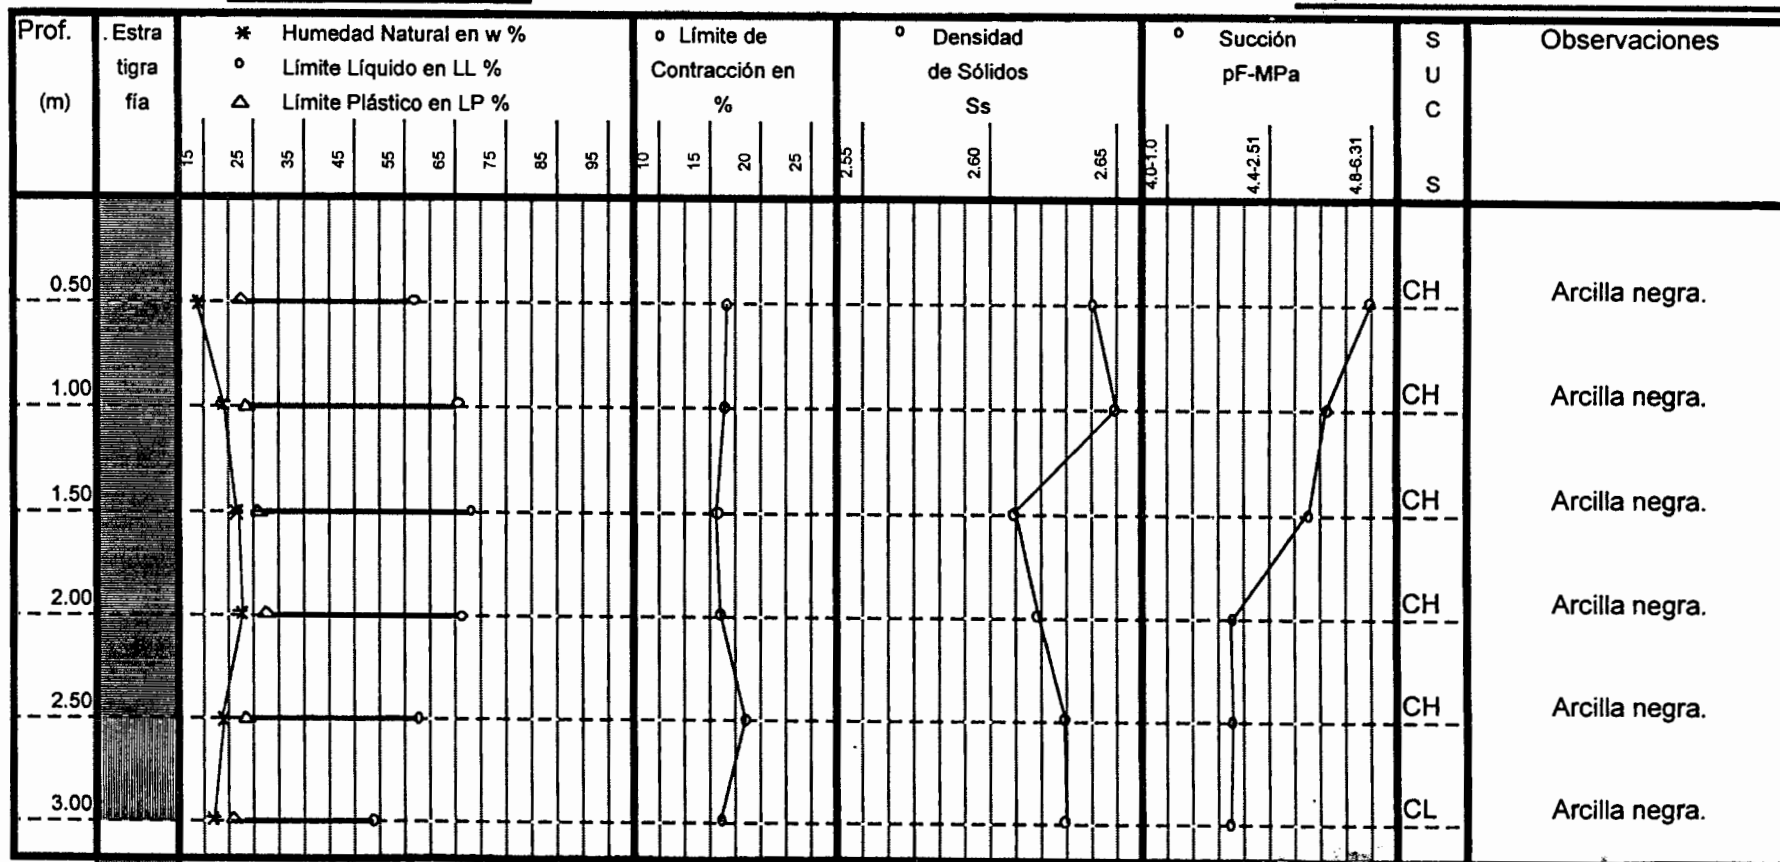 Prof.
(m)
. Estra
tigra
fía
* Humedad Natural en w %
o Límite Líquido en LL %
△ Límite Plástico en LP %
15 25 35 45 55 65 75 85 95
o Límite de
Contracción en
%
10 15 20 25
o Densidad
de Sólidos
Ss
2.55 2.60 2.65
o Succión
pF-MPa
4.0-1.0 4.4-2.51 4.8-6.31
S
U
C
S
Observaciones
0.50 CH Arcilla negra.
1.00 CH Arcilla negra.
1.50 CH Arcilla negra.
2.00 CH Arcilla negra.
2.50 CH Arcilla negra.
3.00 CL Arcilla negra.